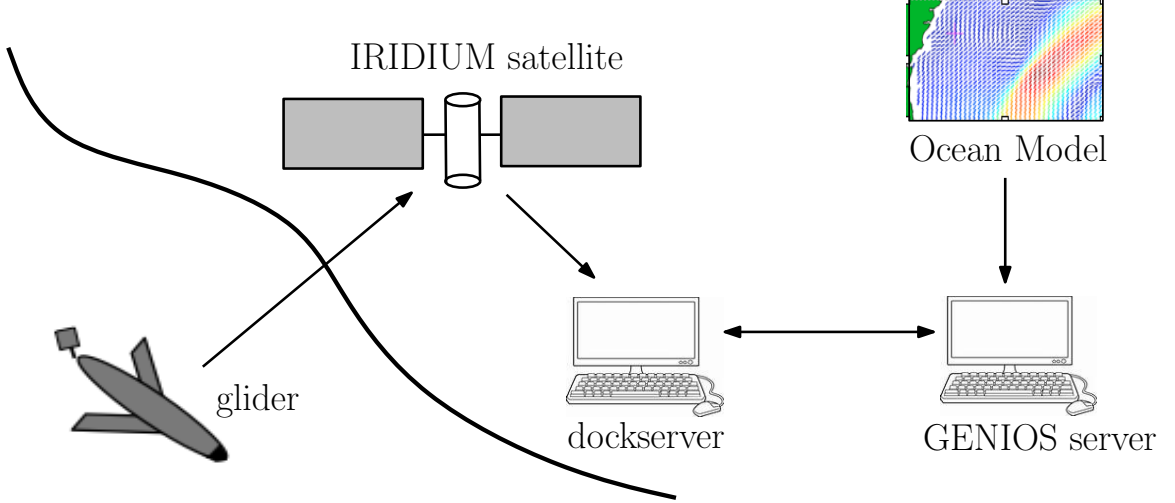 IRIDIUM satellite
Ocean Model
glider
dockserver
GENIOS server